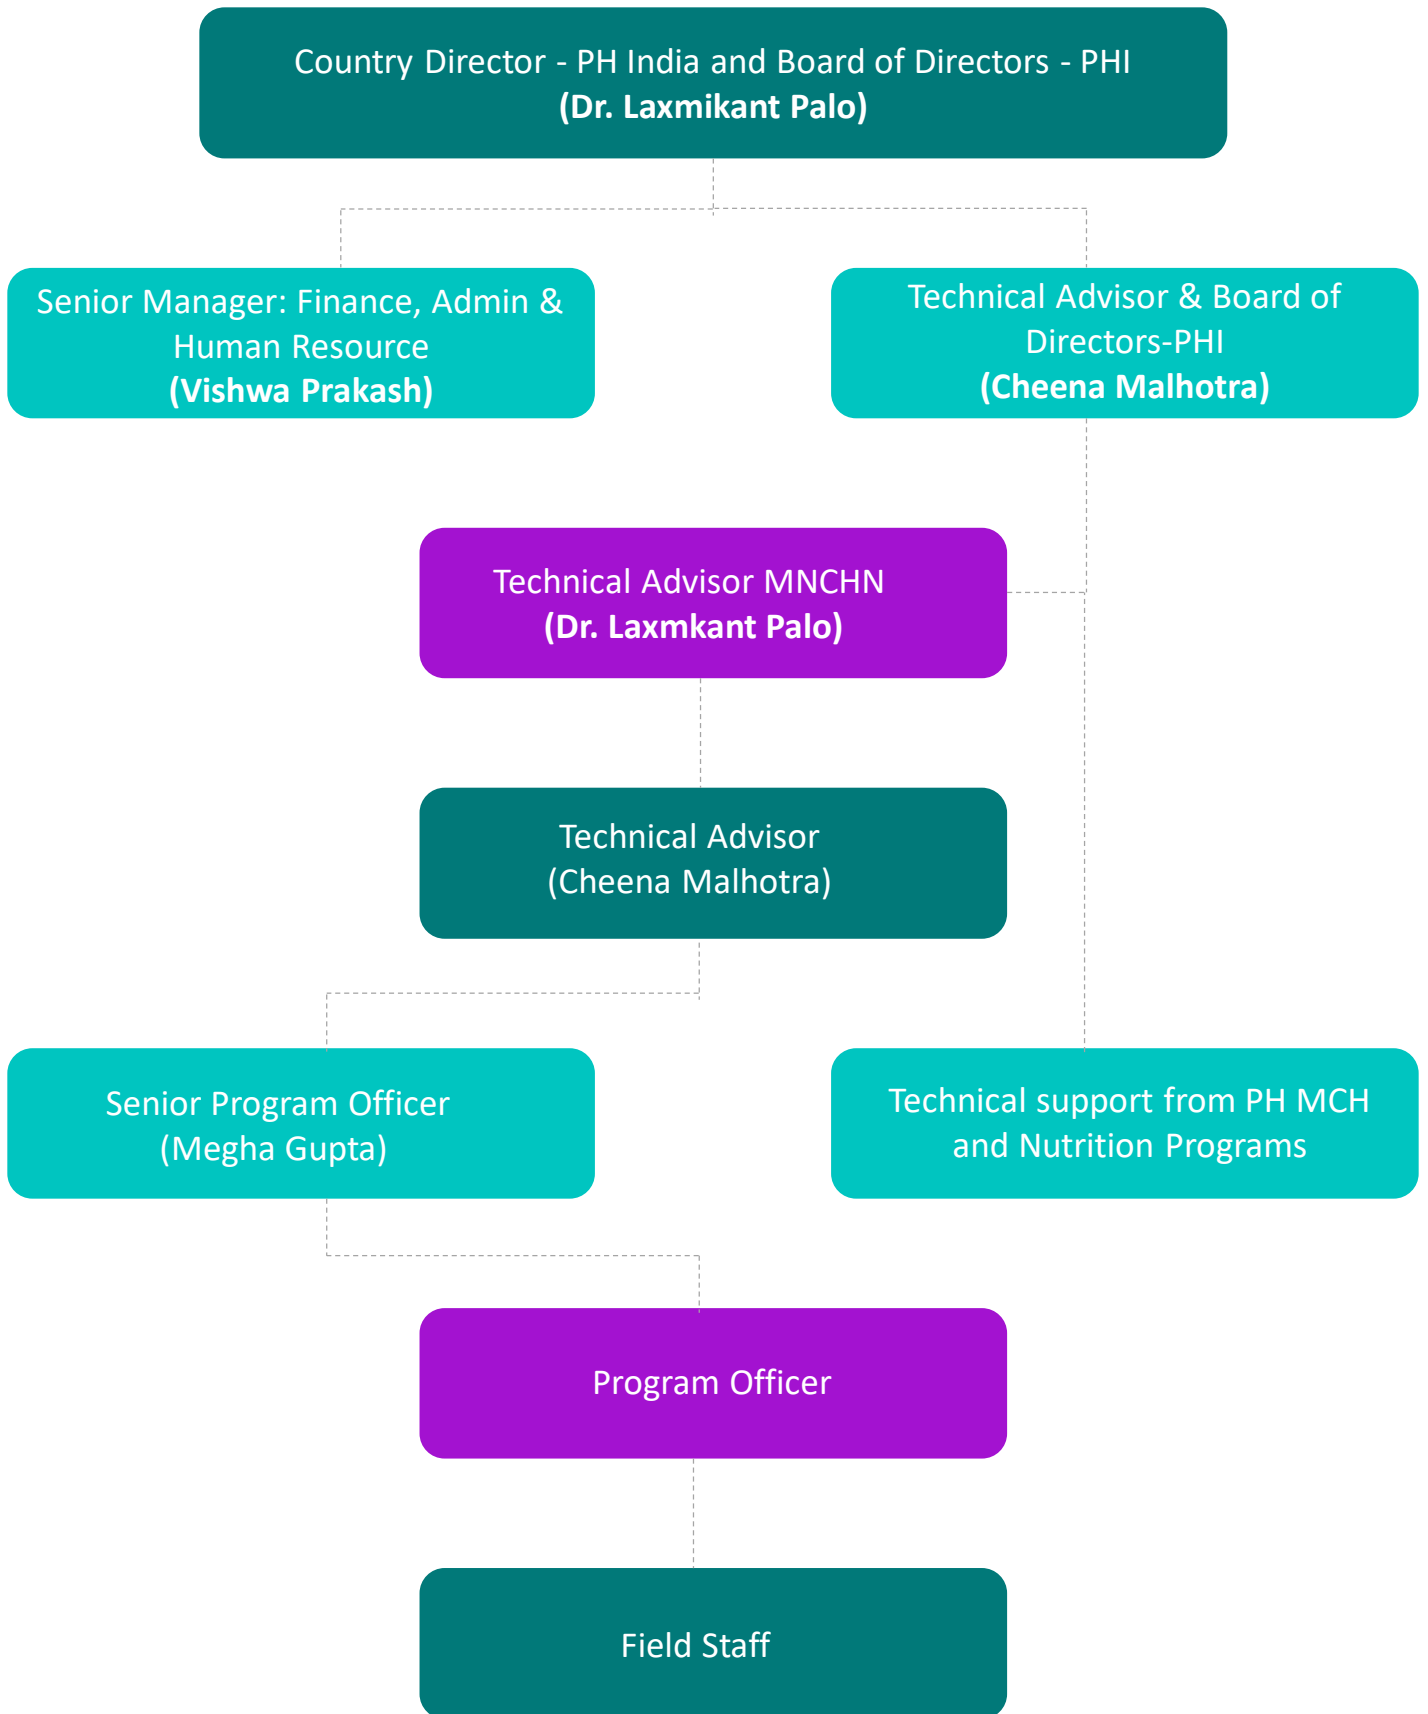 Country Director - PH India and Board of Directors - PHI
(Dr. Laxmikant Palo)
Senior Manager: Finance, Admin &
Human Resource
(Vishwa Prakash)
Technical Advisor & Board of
Directors-PHI
(Cheena Malhotra)
Technical Advisor MNCHN
(Dr. Laxmkant Palo)
Technical Advisor
(Cheena Malhotra)
Senior Program Officer
(Megha Gupta)
Technical support from PH MCH
and Nutrition Programs
Program Officer
Field Staff